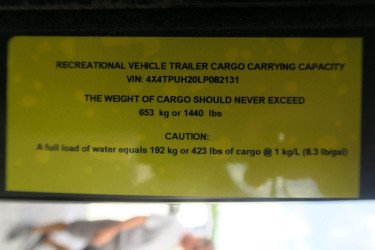 RECREATIONAL VEHICLE TRAILER CARGO CARRYING CAPACITY
VIN: 4X4TPUH20LP082131
THE WEIGHT OF CARGO SHOULD NEVER EXCEED
653 kg or 1440 lbs
CAUTION:
A full load of water equals 192 kg or 423 lbs of cargo @ 1 kg/L (8.3 lb/gal)